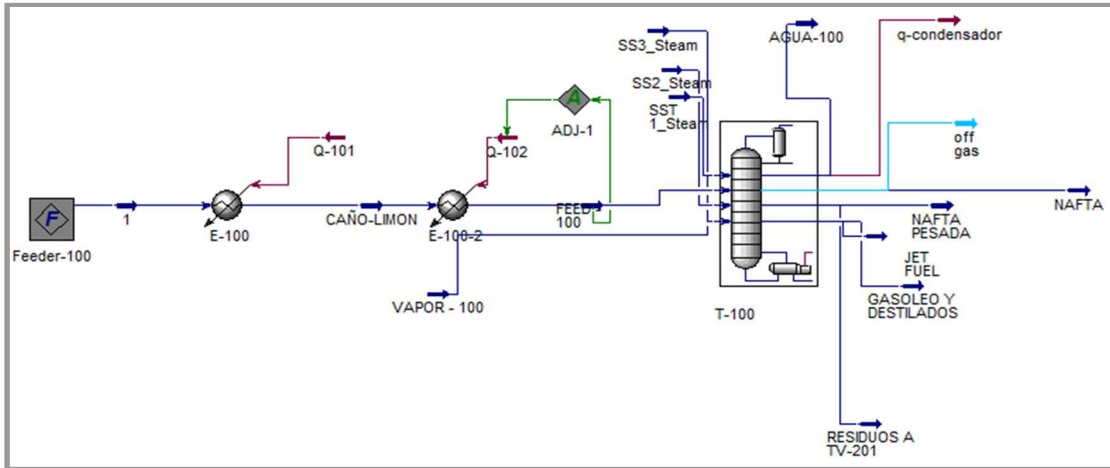 SS3_Steam
AGUA-100
q-condensador
SS2_Steam
SST
1_Steam
A
ADJ-1
off
gas
Q-101
Q-102
F
Feeder-100
1
E-100
CAÑO-LIMON
E-100-2
FEED
100
NAFTA
NAFTA
PESADA
JET
FUEL
VAPOR - 100
GASOLEO Y
DESTILADOS
T-100
RESIDUOS A
TV-201